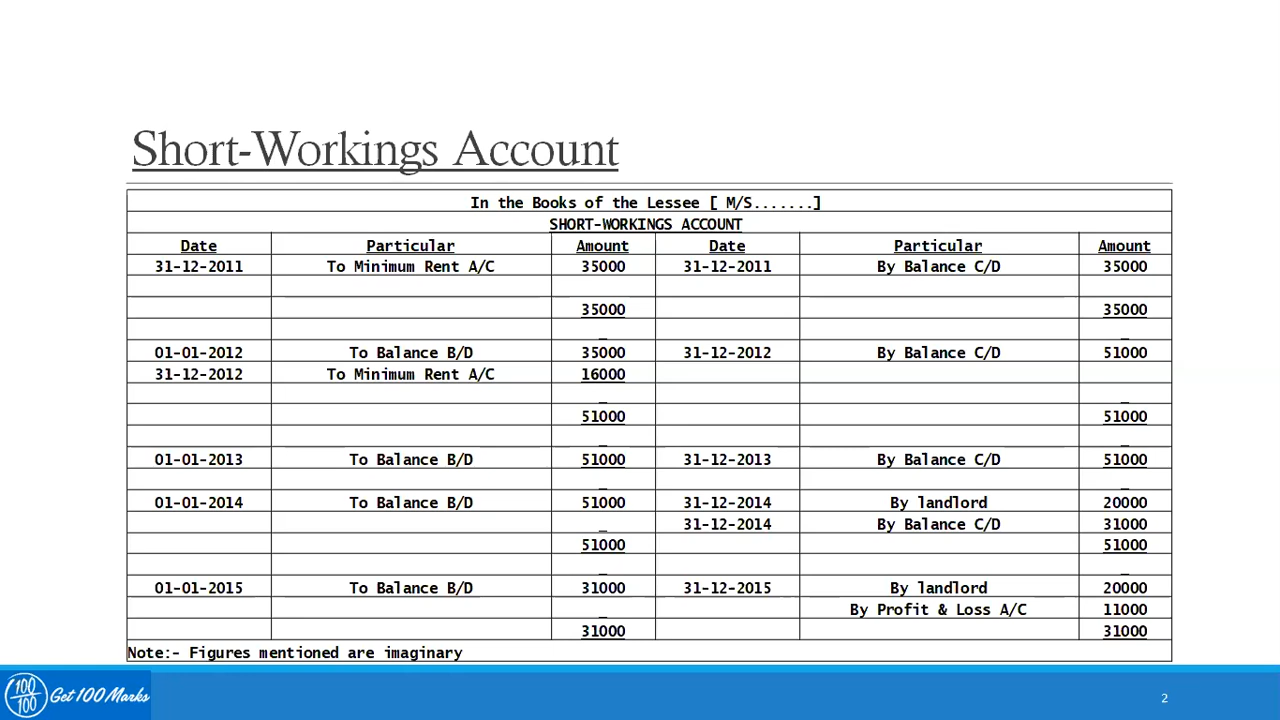 Short-Workings Account
In the Books of the Lessee [ M/S.......]
SHORT-WORKINGS ACCOUNT
Date Particular Amount Date Particular Amount
31-12-2011 To Minimum Rent A/C 35000 31-12-2011 By Balance C/D 35000
35000 35000
01-01-2012 To Balance B/D 35000 31-12-2012 By Balance C/D 51000
31-12-2012 To Minimum Rent A/C 16000
51000 51000
01-01-2013 To Balance B/D 51000 31-12-2013 By Balance C/D 51000
01-01-2014 To Balance B/D 51000 31-12-2014 By landlord 20000
31-12-2014 By Balance C/D 31000
51000 51000
01-01-2015 To Balance B/D 31000 31-12-2015 By landlord 20000
By Profit & Loss A/C 11000
31000 31000
Note:- Figures mentioned are imaginary
100
100 Get 100 Marks
2